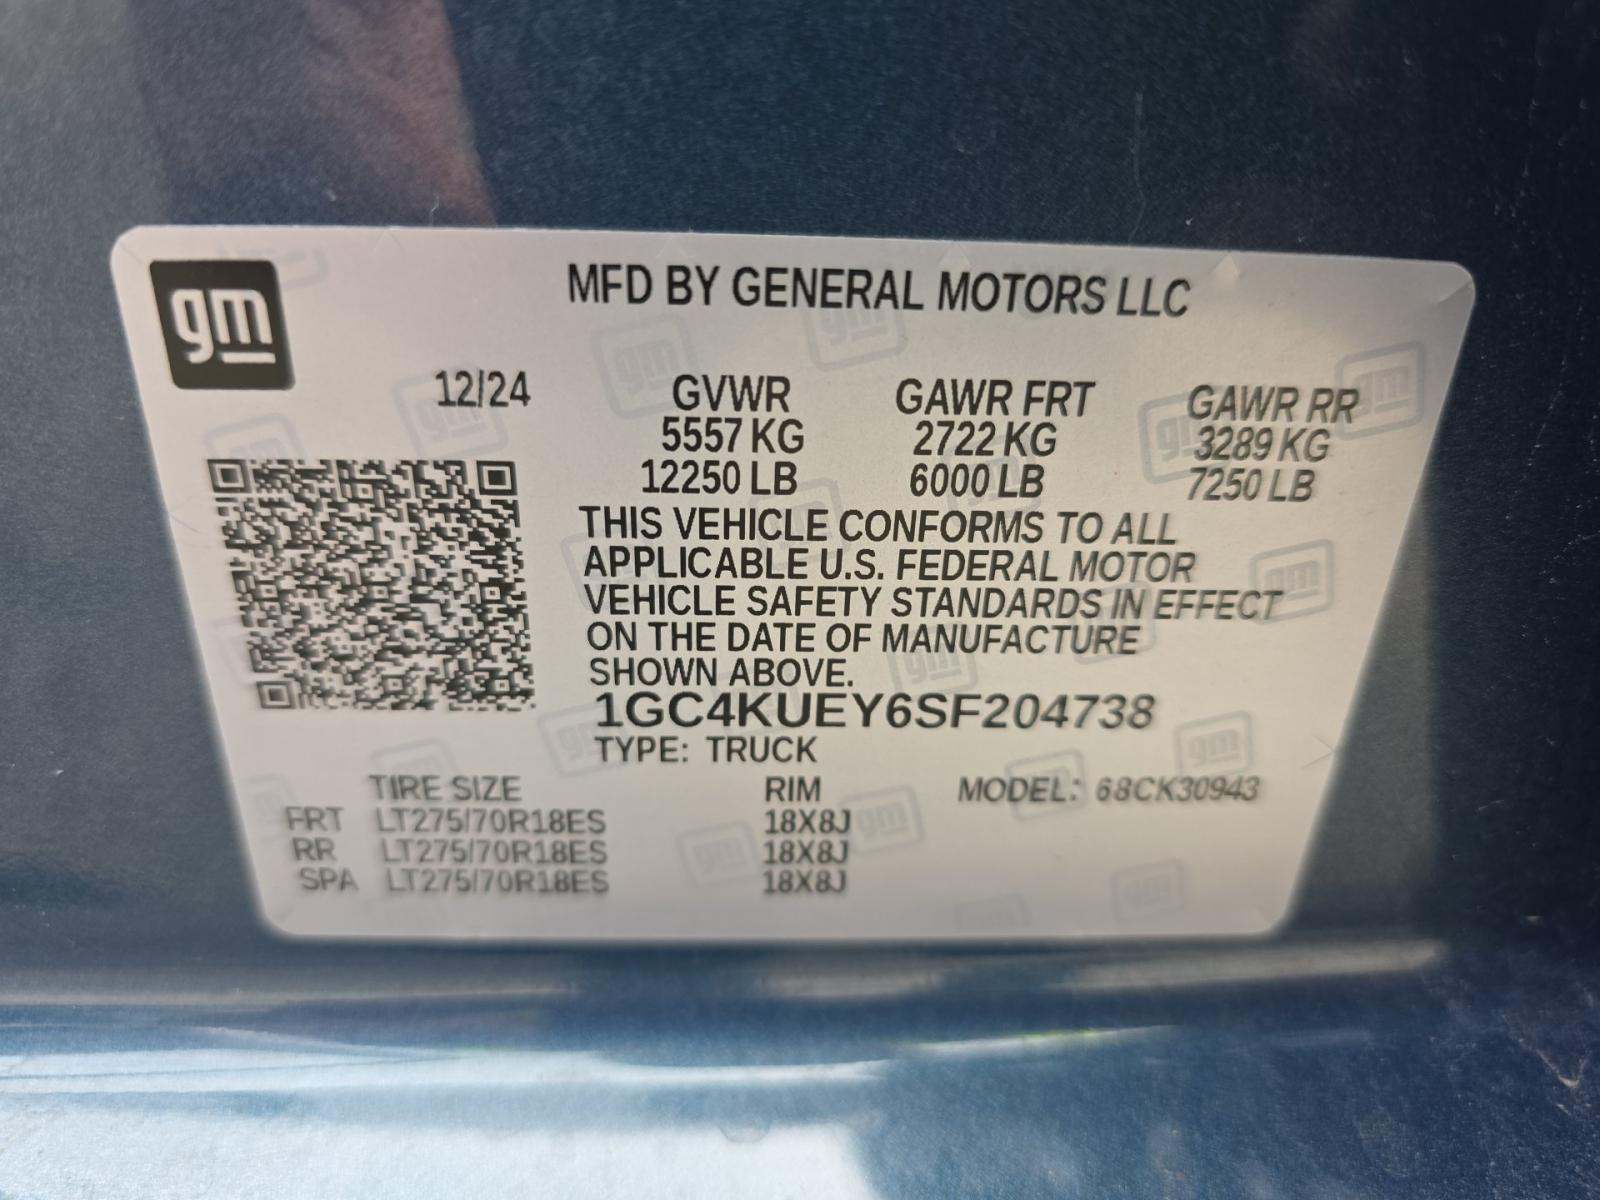 gm
MFD BY GENERAL MOTORS LLC
12/24 GVWR GAWR FRT GAWR RR
5557 KG 2722 KG 3289 KG
12250 LB 6000 LB 7250 LB
THIS VEHICLE CONFORMS TO ALL
APPLICABLE U.S. FEDERAL MOTOR
VEHICLE SAFETY STANDARDS IN EFFECT
ON THE DATE OF MANUFACTURE
SHOWN ABOVE.
1GC4KUEY6SF204738
TYPE: TRUCK
TIRE SIZE RIM MODEL: 68CK30943
FRT LT275/70R18ES 18X8J
RR LT275/70R18ES 18X8J
SPA LT275/70R18ES 18X8J